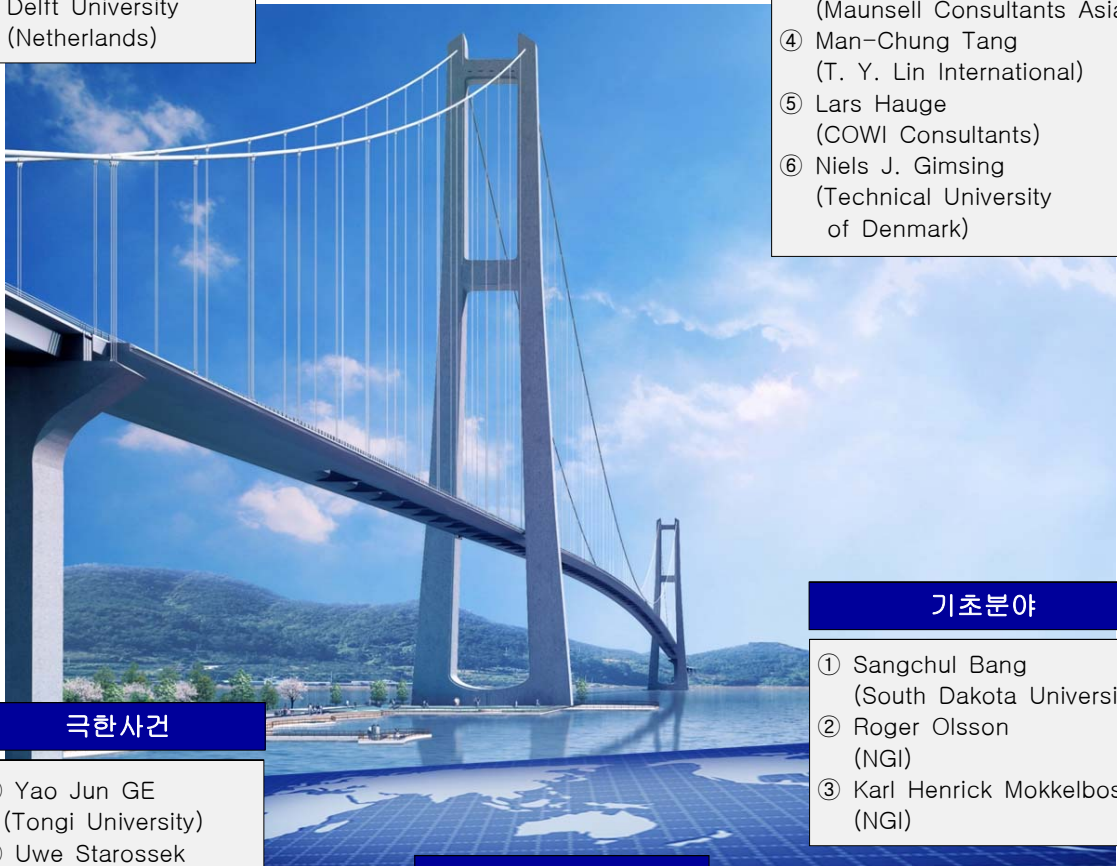 Delft University
(Netherlands)
(Maunsell Consultants Asia
④ Man-Chung Tang
(T. Y. Lin International)
⑤ Lars Hauge
(COWI Consultants)
⑥ Niels J. Gimsing
(Technical University
of Denmark)
기초분야
① Sangchul Bang
(South Dakota Universi
② Roger Olsson
(NGI)
③ Karl Henrick Mokkelbos
(NGI)
극한사건
Yao Jun GE
(Tongi University)
Uwe Starossek